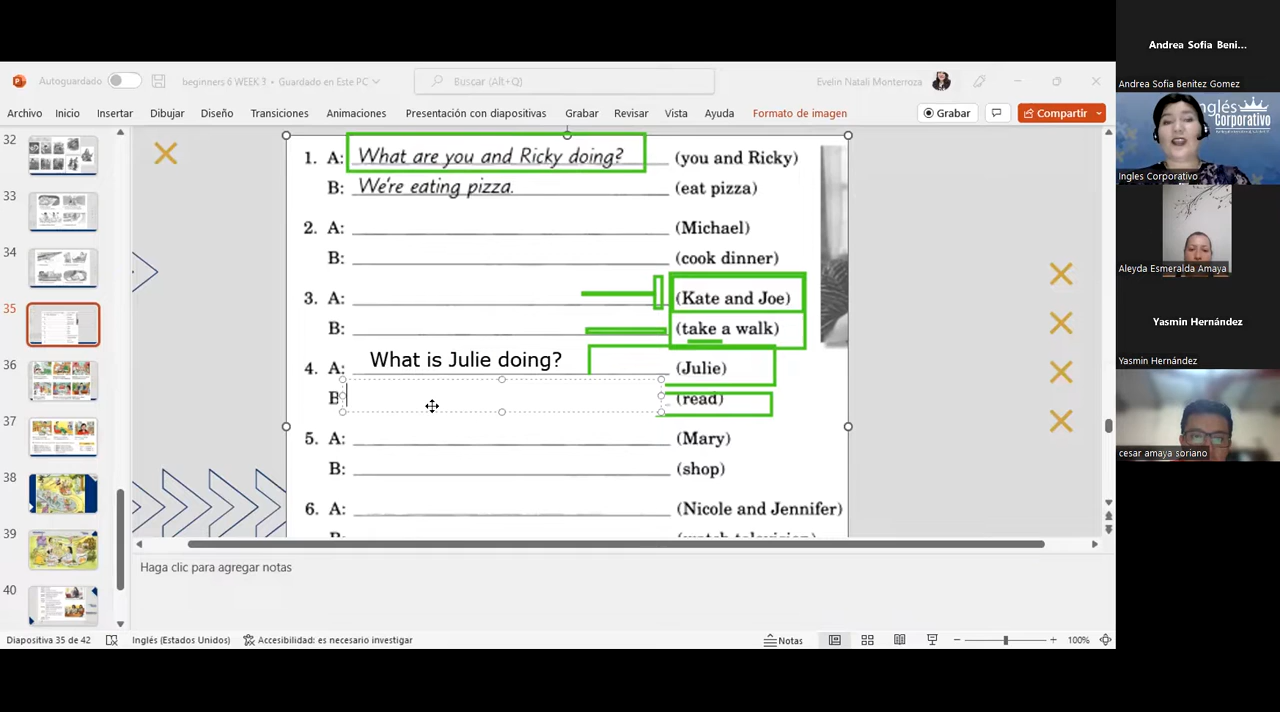 Autoguardado
beginners 6 WEEK 3 • Guardado en Este PC
Buscar (Alt+Q)
Evelin Natali Monterroza
Archivo Inicio Insertar Dibujar Diseño Transiciones Animaciones Presentación con diapositivas Grabar Revisar Vista Ayuda Formato de imagen
Grabar
Compartir
32
33
34
35
36
37
38
39
40
1. A: What are you and Ricky doing? (you and Ricky)
B: We're eating pizza. (eat pizza)
2. A: (Michael)
B: (cook dinner)
3. A: (Kate and Joe)
B: (take a walk)
4. A: What is Julie doing? (Julie)
B (read)
5. A: (Mary)
B: (shop)
6. A: (Nicole and Jennifer)
Haga clic para agregar notas
Diapositiva 35 de 42
Inglés (Estados Unidos)
Accesibilidad: es necesario investigar
Notas
100%
Andrea Sofia Beni...
Andrea Sofia Benitez Gomez
Inglés
Corporativo
Ingles Corporativo
Aleyda Esmeralda Amaya
Yasmin Hernández
Yasmin Hernández
cesar amaya soriano